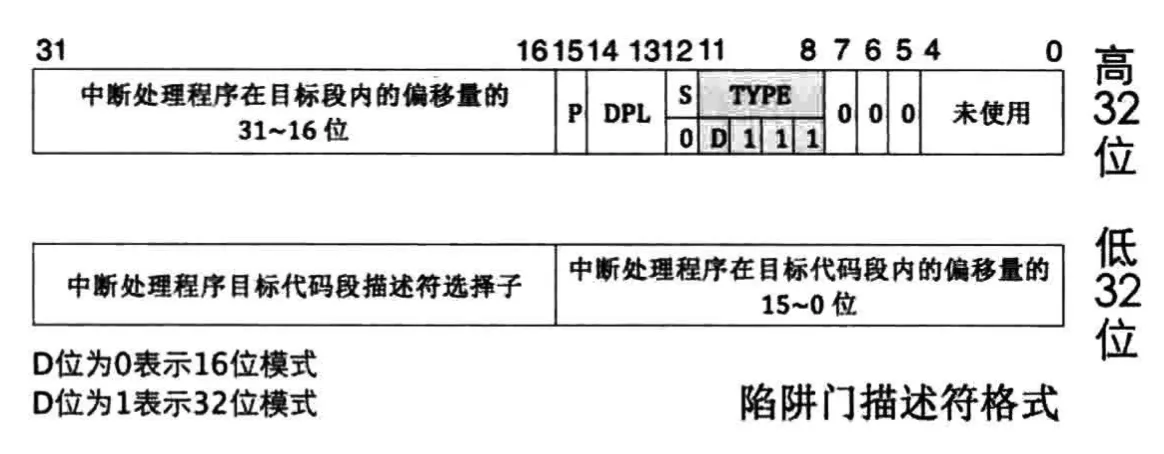 31 16 15 14 13 12 11 8 7 6 5 4 0
中断处理程序在目标段内的偏移量的
31~16 位
P
DPL
S
0
TYPE
D 1 1 1
0 0 0
未使用
高32位
中断处理程序目标代码段描述符选择子
中断处理程序在目标代码段内的偏移量的
15~0 位
低32位
D位为0表示16位模式
D位为1表示32位模式
陷阱门描述符格式